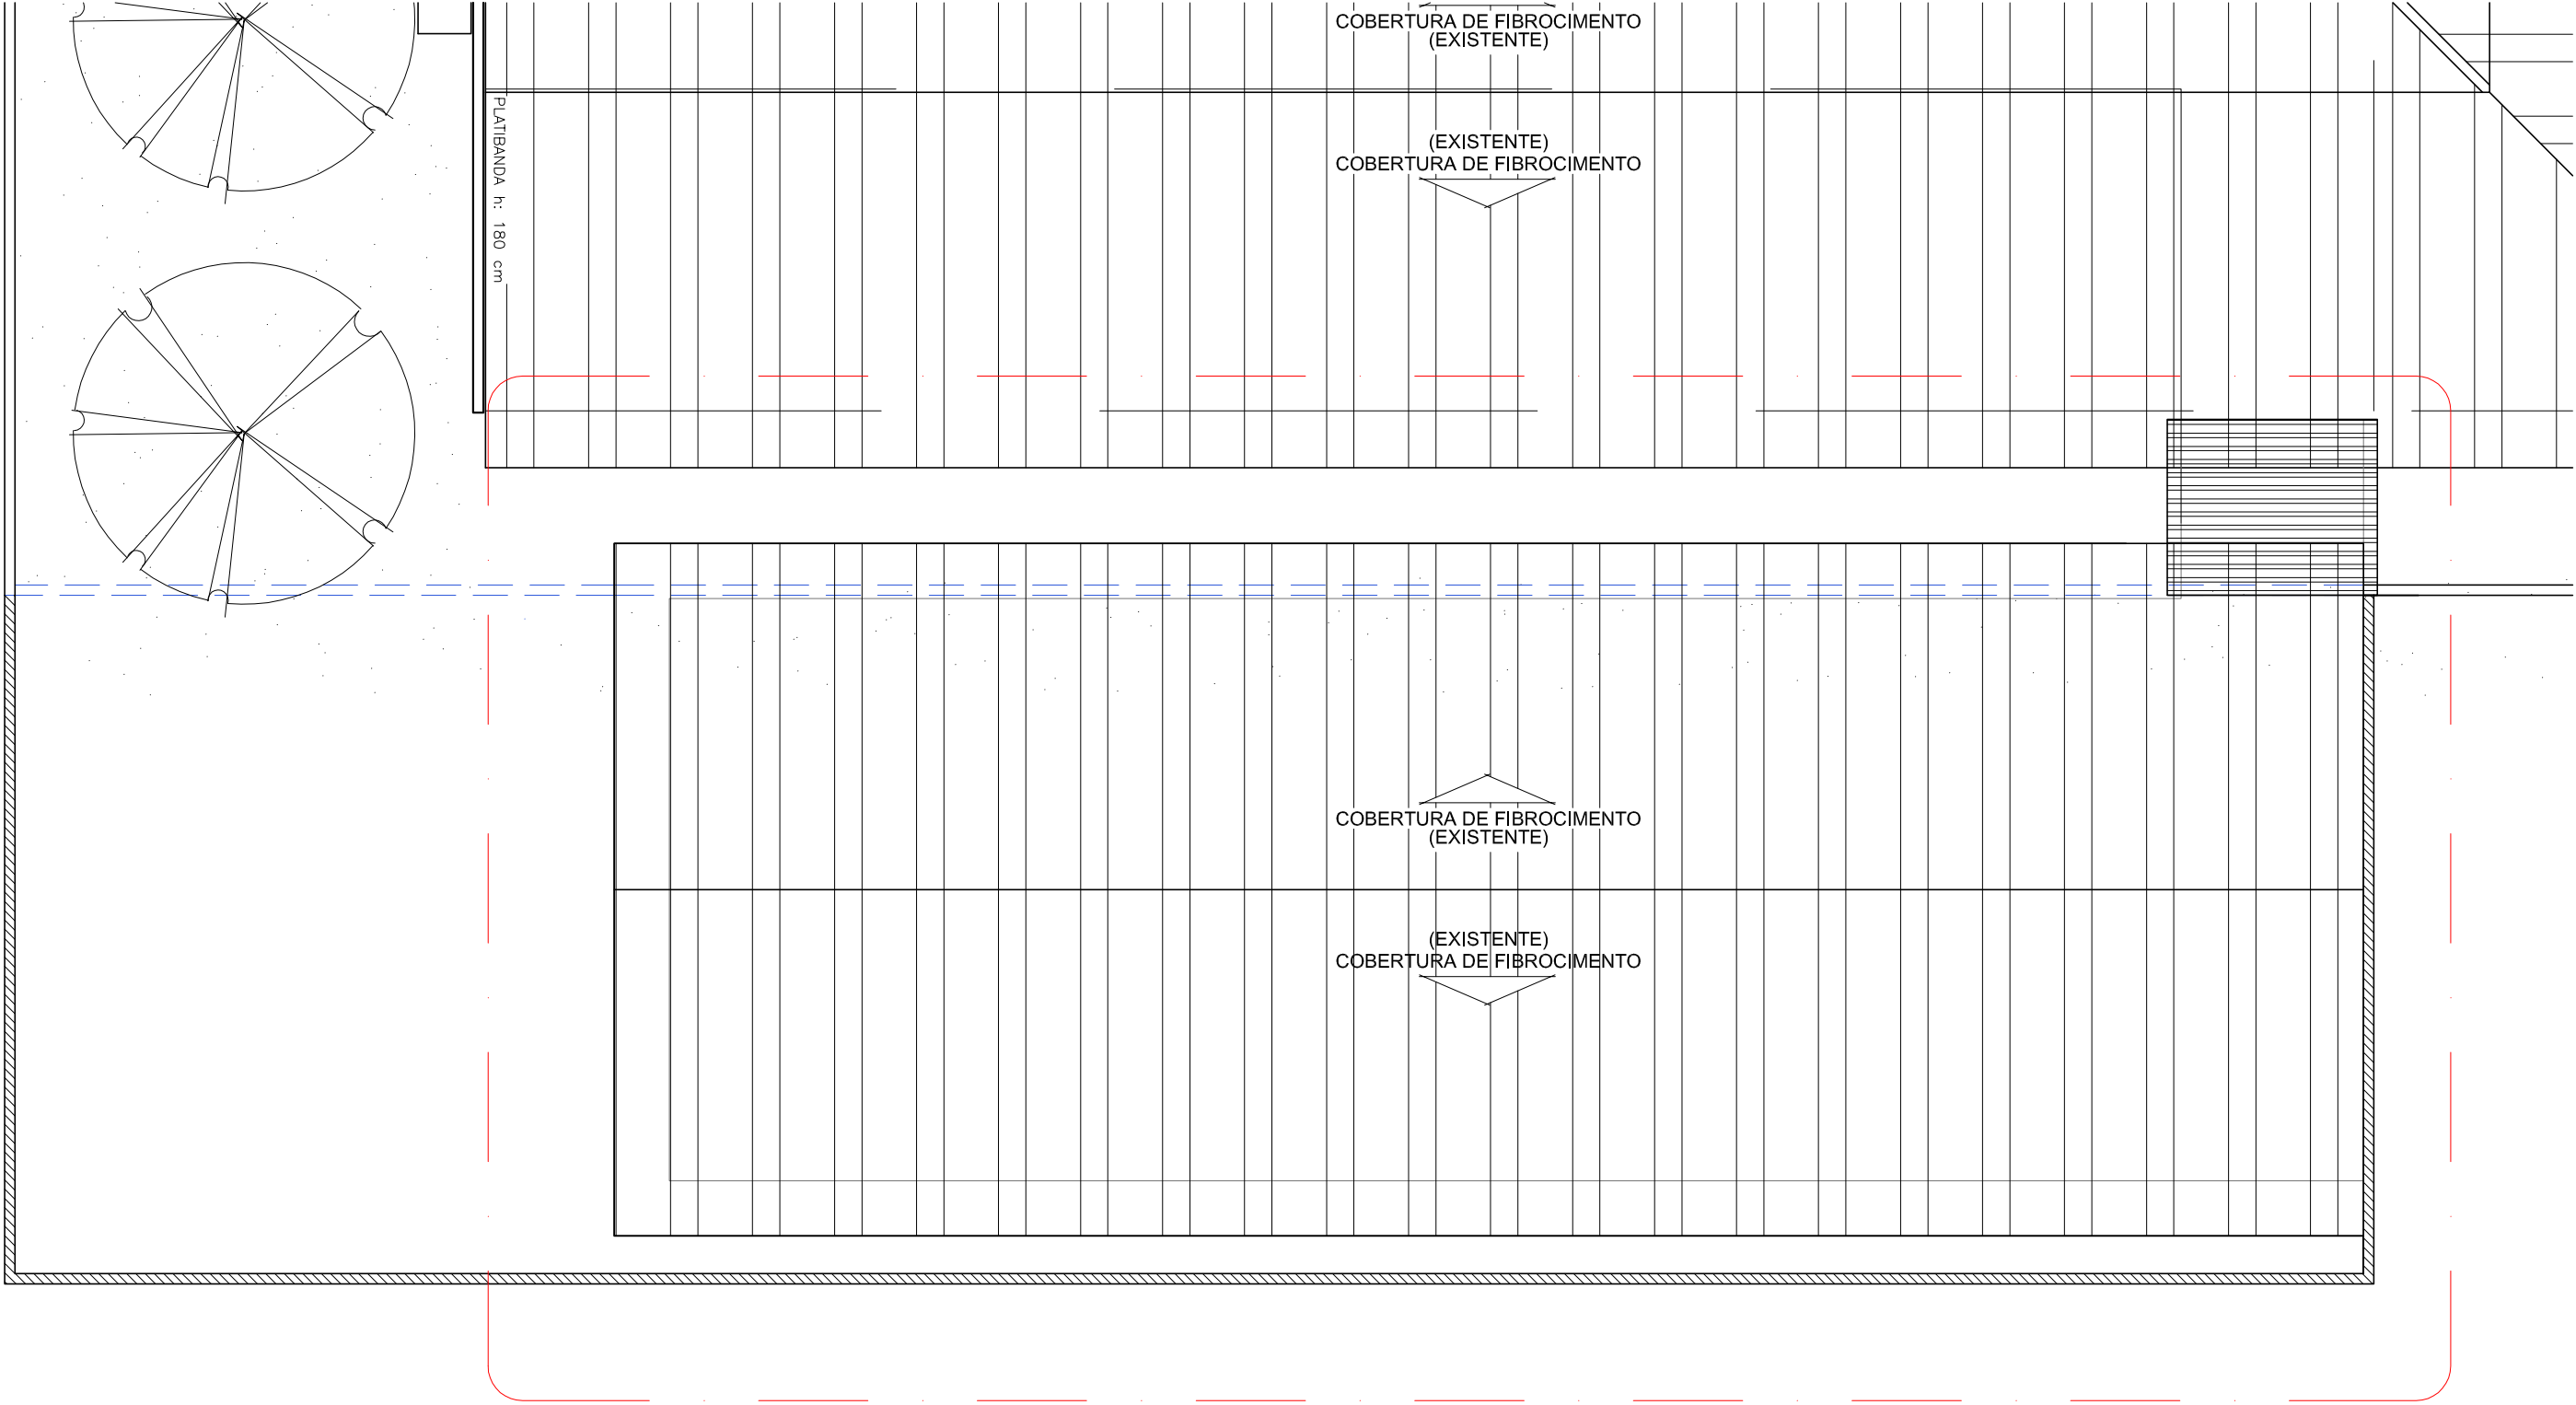 COBERTURA DE FIBROCIMENTO
(EXISTENTE)
PLATIBANDA h: 180 cm
(EXISTENTE)
COBERTURA DE FIBROCIMENTO
COBERTURA DE FIBROCIMENTO
(EXISTENTE)
(EXISTENTE)
COBERTURA DE FIBROCIMENTO